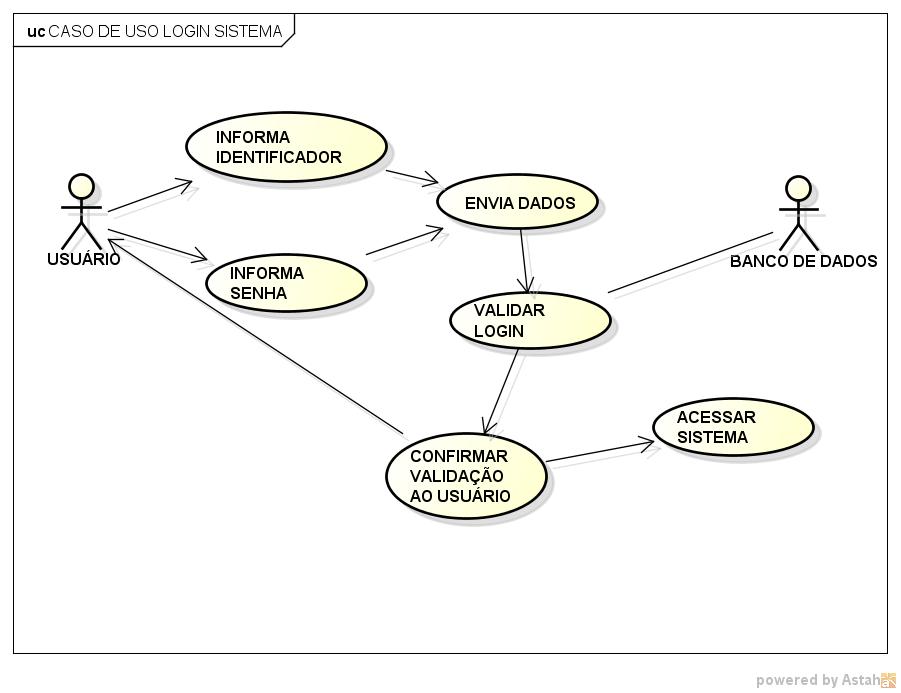 uc CASO DE USO LOGIN SISTEMA
INFORMA
IDENTIFICADOR
ENVIA DADOS
USUÁRIO
BANCO DE DADOS
INFORMA
SENHA
VALIDAR
LOGIN
ACESSAR
SISTEMA
CONFIRMAR
VALIDAÇÃO
AO USUÁRIO
powered by Astah